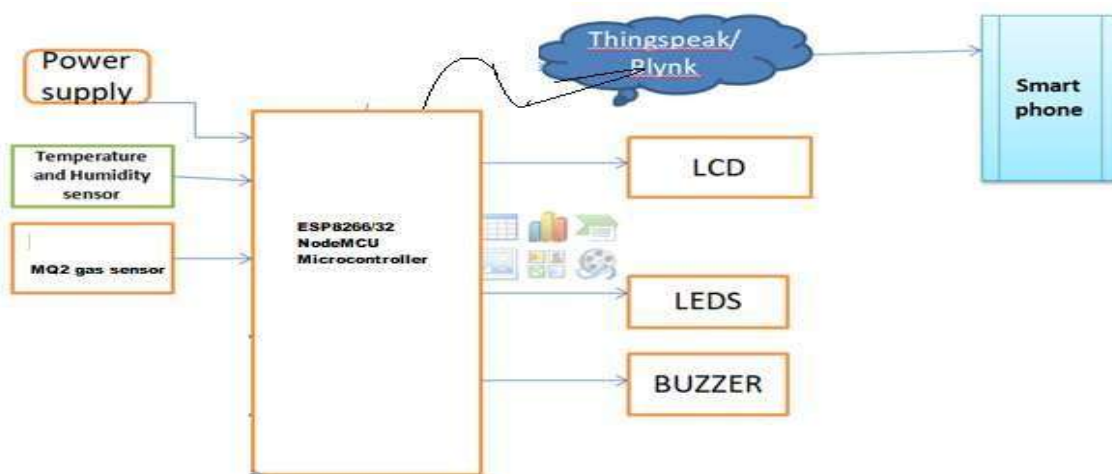 Power
supply
Temperature
and Humidity
sensor
MQ2 gas sensor
ESP8266/32
NodeMCU
Microcontroller
Thingspeak/
Blynk
Smart
phone
LCD
LEDS
BUZZER